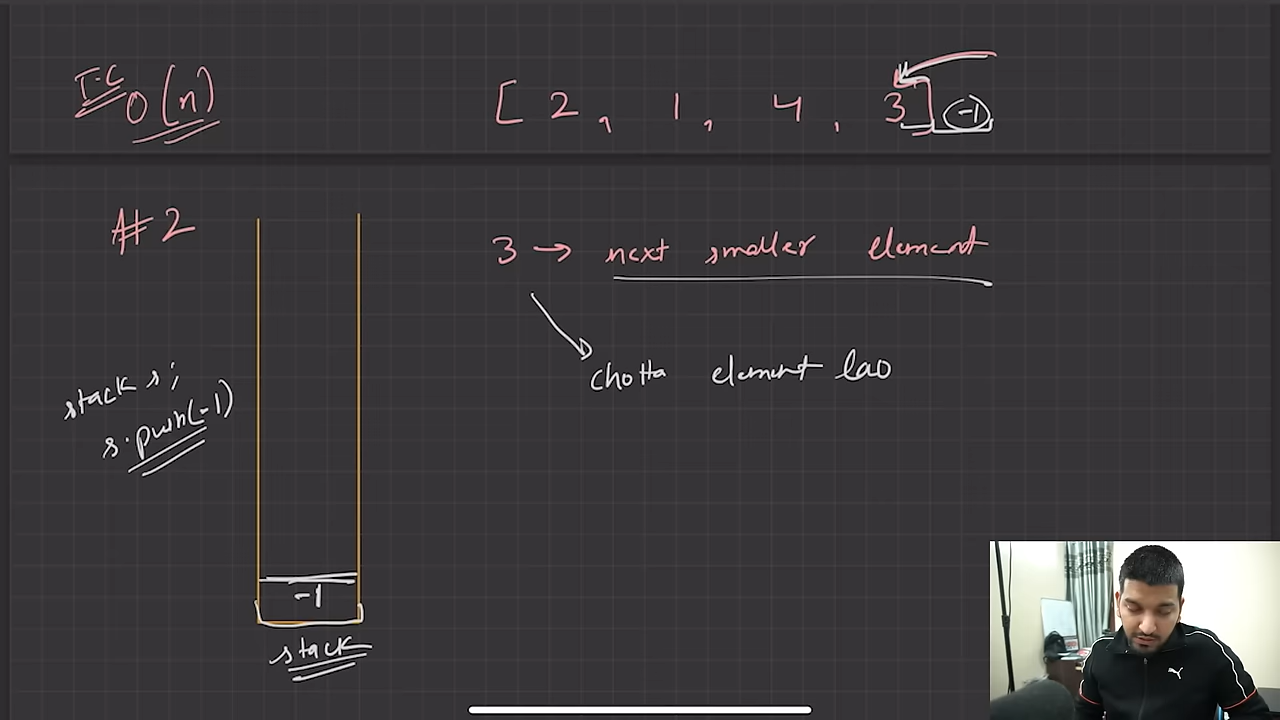 T.C
O(n)
[ 2 , 1 , 4 , 3 ] -1
A#2
3 → next smaller element
chotta element lao
stack s;
s.push(-1)
-1
stack